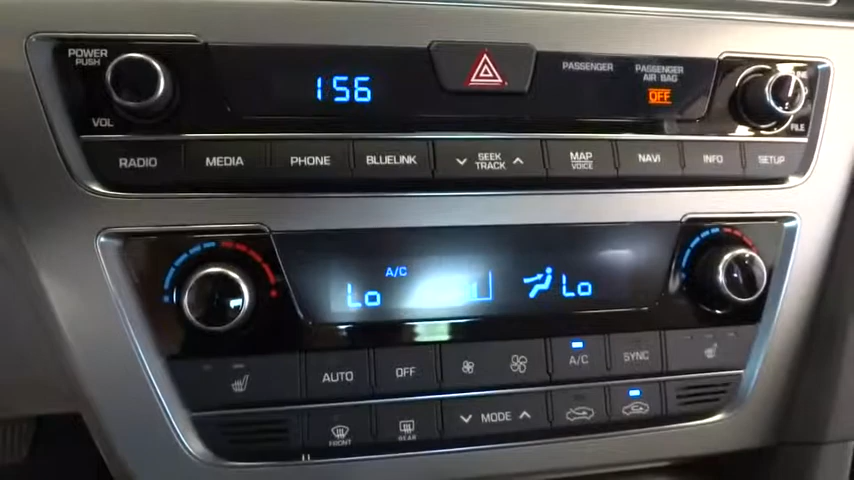 POWER
PUSH
VOL
1:56
PASSENGER
PASSENGER
AIR BAG
OFF
TUNE
FILE
RADIO MEDIA PHONE BLUELINK SEEK TRACK MAP VOICE NAVI INFO SETUP
A/C
Lo Lo
AUTO OFF A/C SYNC
FRONT REAR MODE